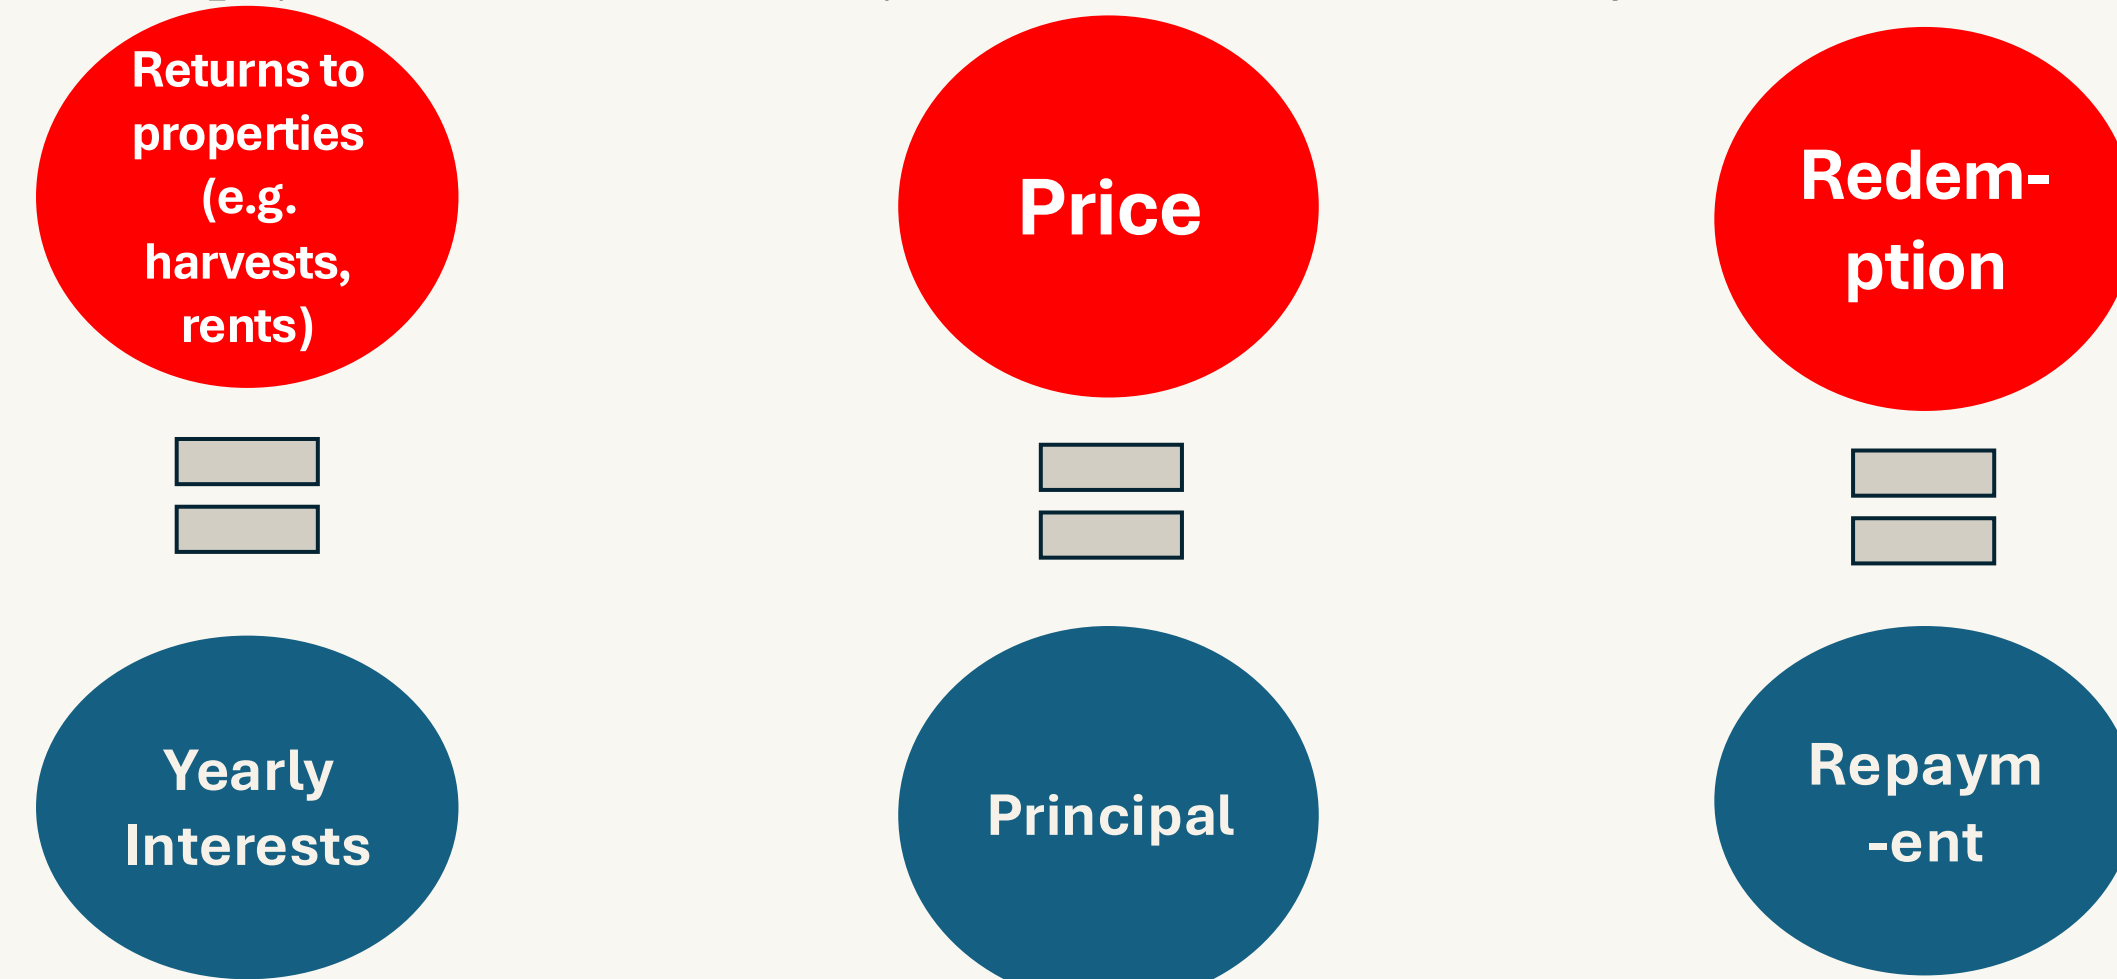 Returns to
properties
(e.g.
harvests,
rents)
Price
Redem-
ption
Yearly
Interests
Principal
Repaym
-ent